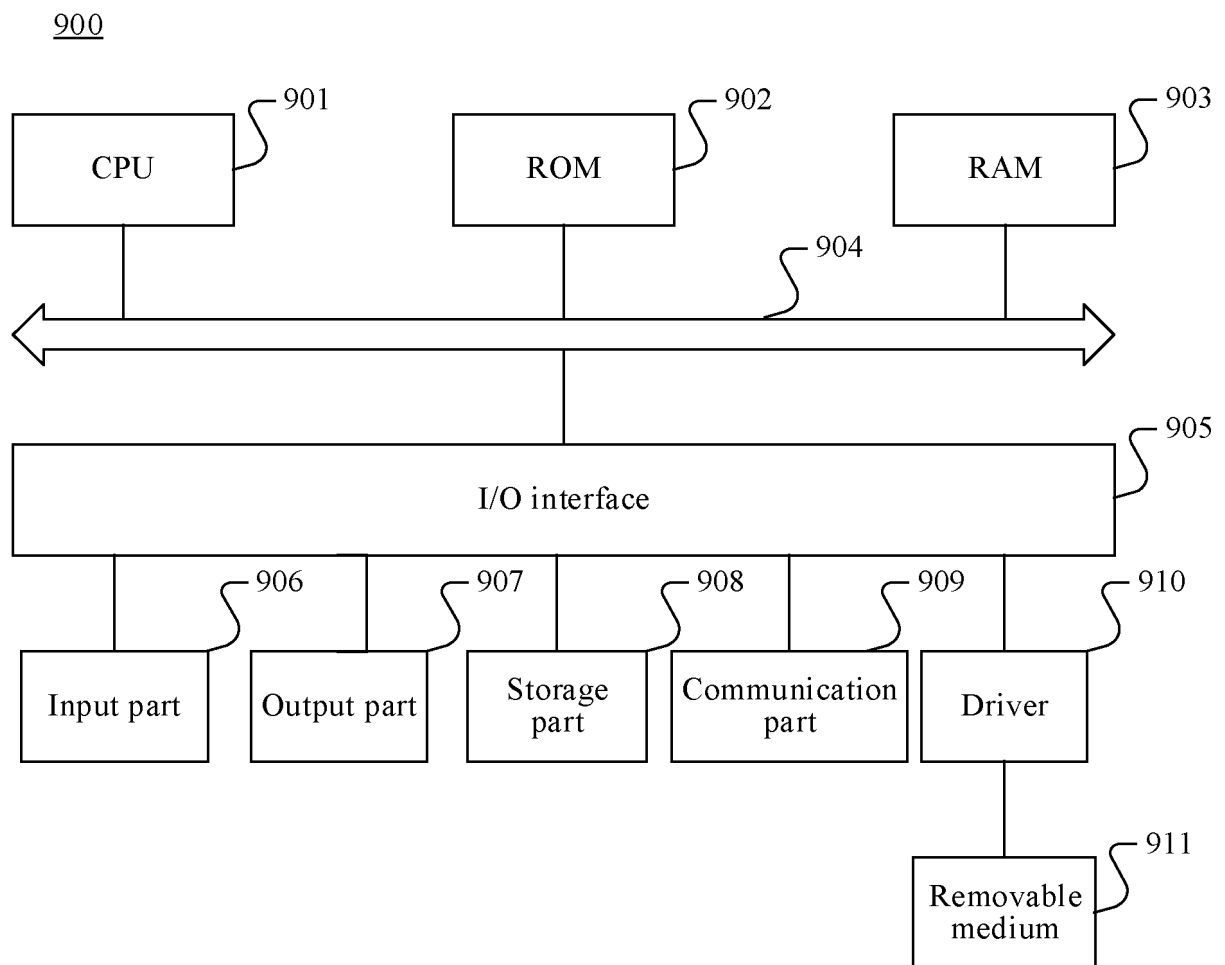 900
901
902
903
CPU
ROM
RAM
904
905
I/O interface
906
907
908
909
910
Input part
Output part
Storage
part
Communication
part
Driver
911
Removable
medium